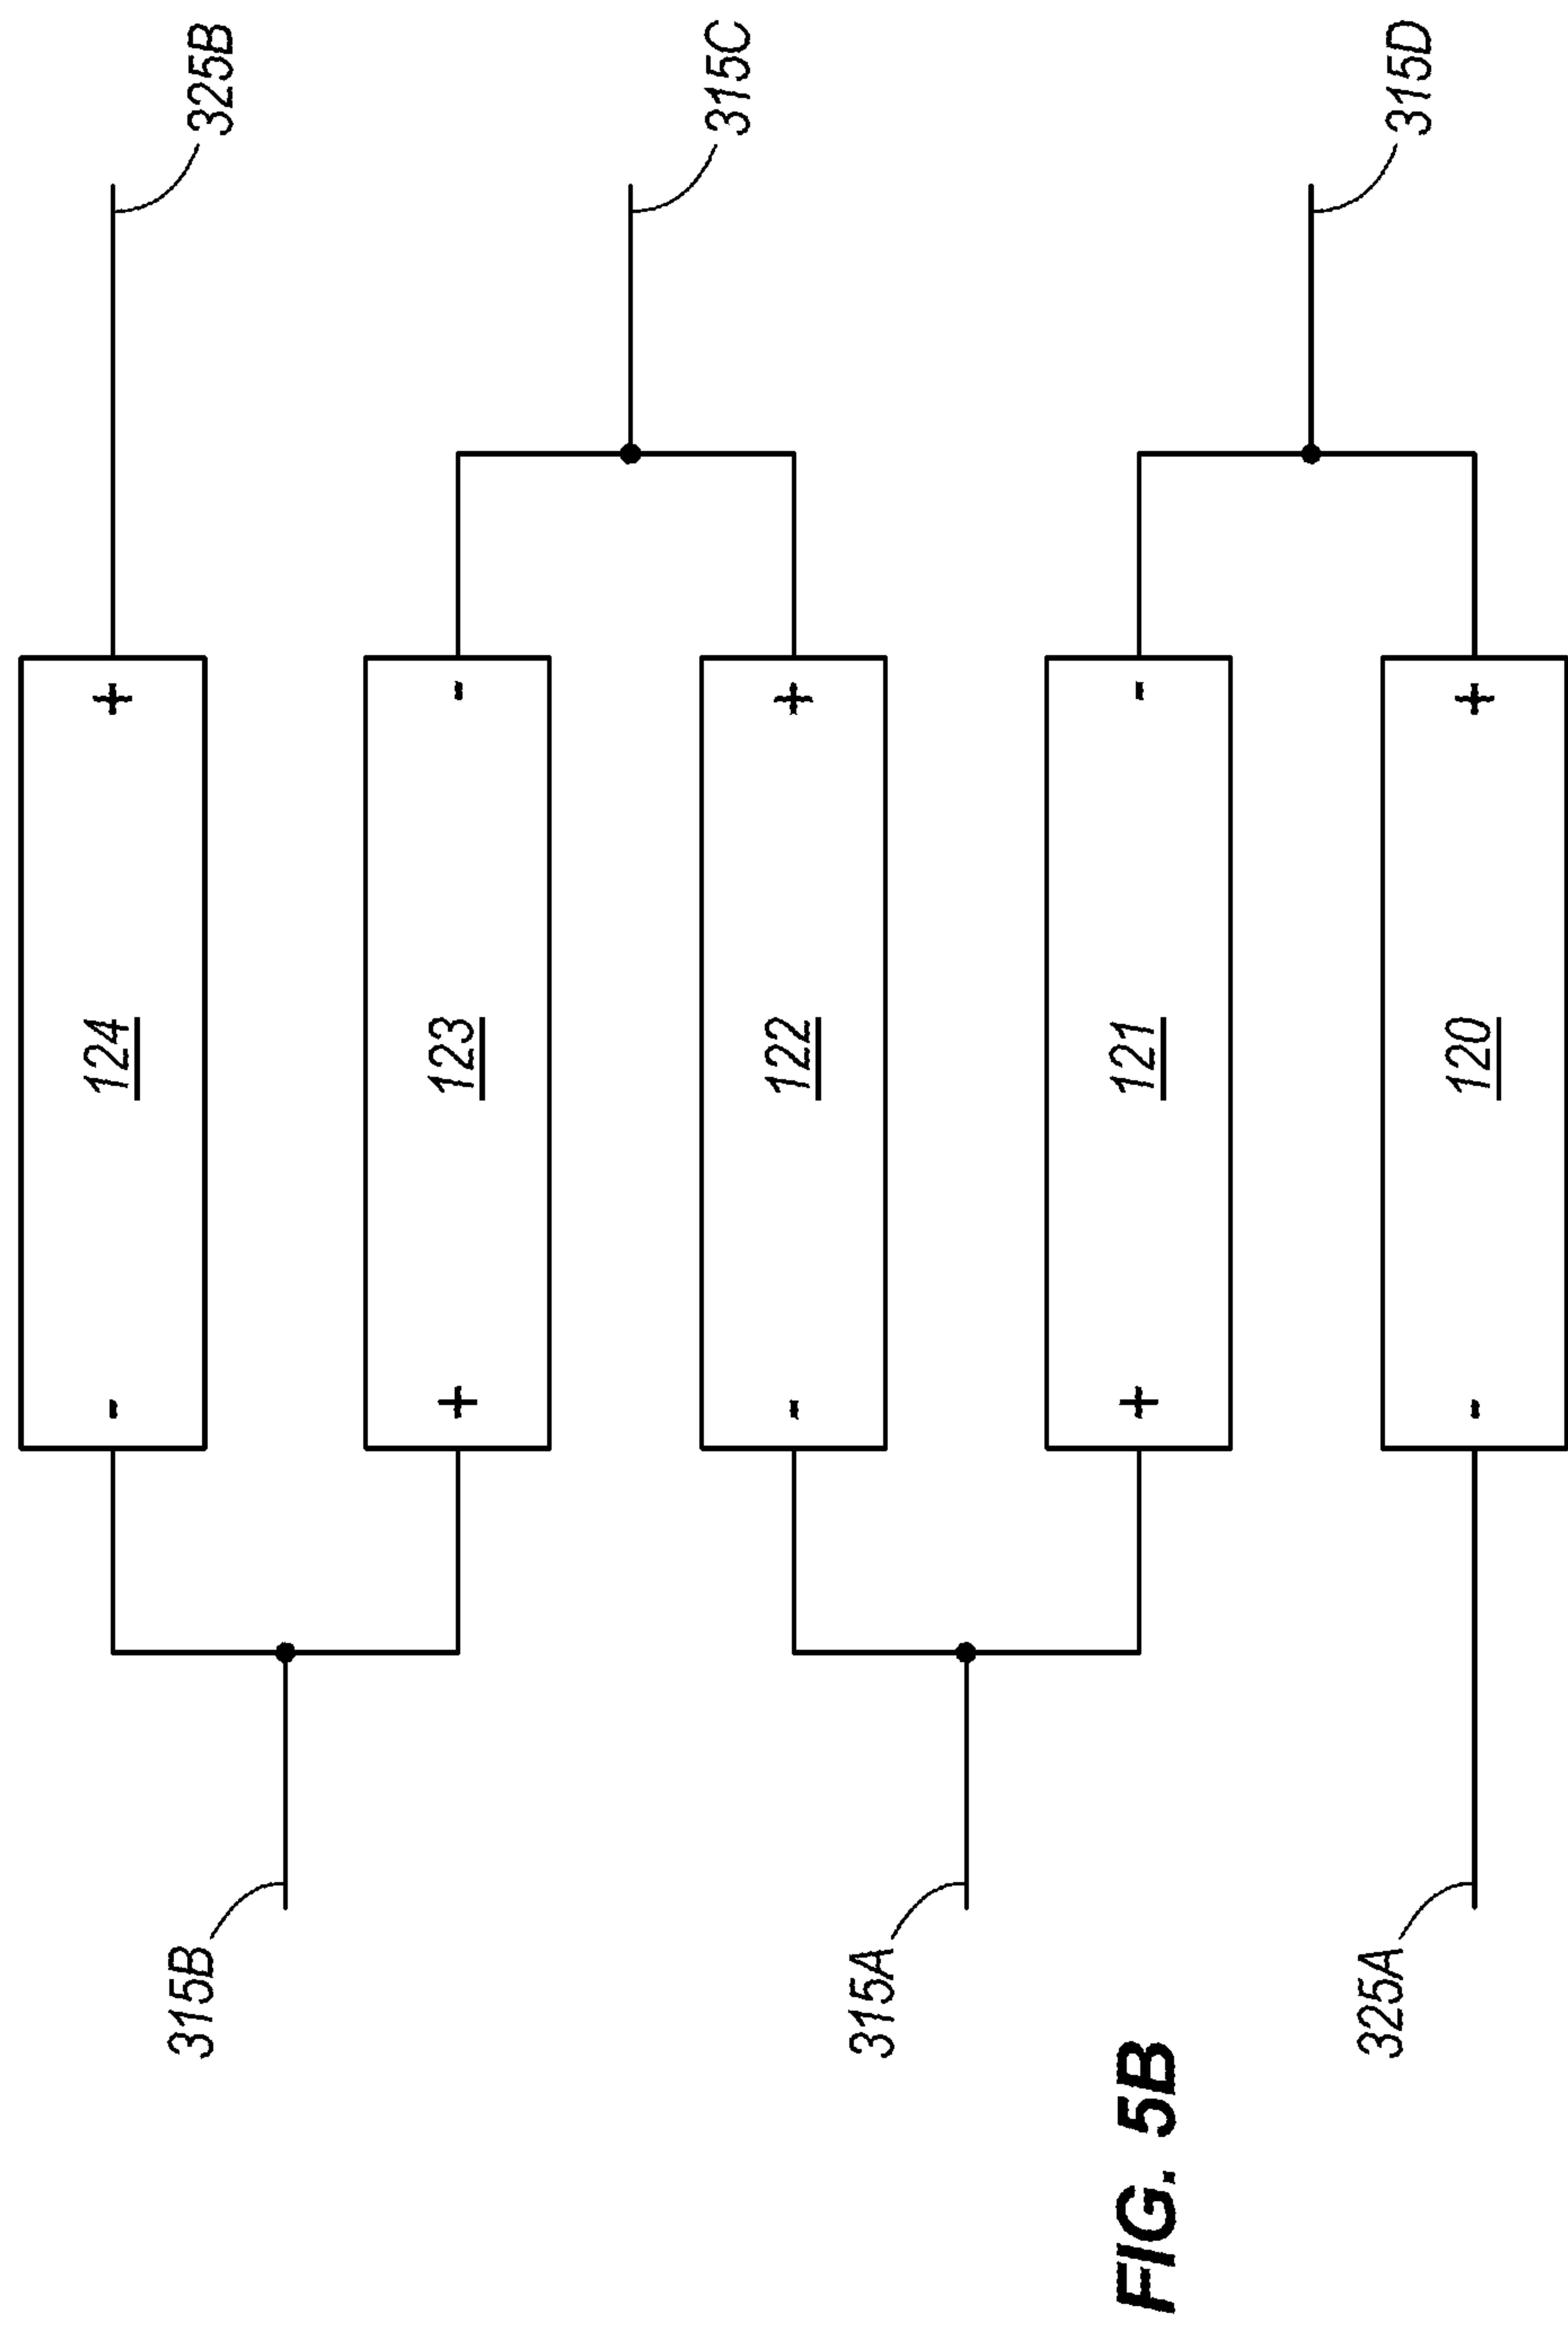 - 124 +
315B
325B
+ 123 -
315C
- 122 +
315A
+ 121 -
FIG. 5B
325A
315D
- 120 +